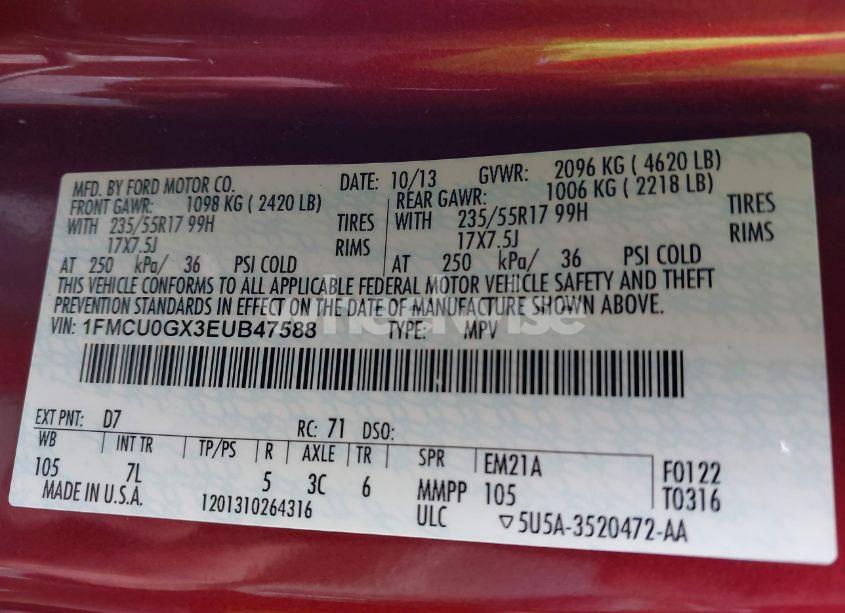 MFD. BY FORD MOTOR CO. DATE: 10/13 GVWR: 2096 KG ( 4620 LB)
FRONT GAWR: 1098 KG ( 2420 LB) REAR GAWR: 1006 KG ( 2218 LB)
WITH 235/55R17 99H TIRES WITH 235/55R17 99H TIRES
17X7.5J RIMS 17X7.5J RIMS
AT 250 kPa/ 36 PSI COLD AT 250 kPa/ 36 PSI COLD
THIS VEHICLE CONFORMS TO ALL APPLICABLE FEDERAL MOTOR VEHICLE SAFETY AND THEFT
PREVENTION STANDARDS IN EFFECT ON THE DATE OF MANUFACTURE SHOWN ABOVE.
VIN: 1FMCU0GX3EUB47588 TYPE: MPV
EXT PNT: D7 RC: 71 DSO:
WB INT TR TP/PS R AXLE TR SPR EM21A F0122
105 7L 5 3C 6 MMPP 105 T0316
MADE IN U.S.A. 1201310264316 ULC ▽5U5A-3520472-AA